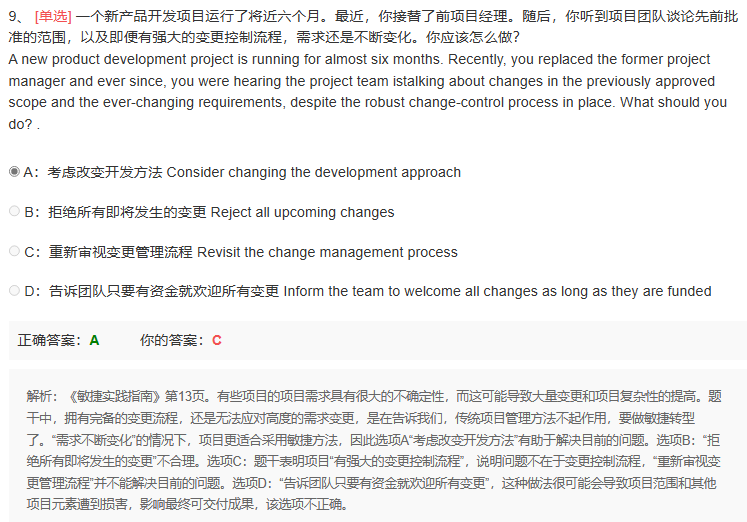 9、 [单选] 一个新产品开发项目运行了将近六个月。最近，你接替了前项目经理。随后，你听到项目团队谈论先前批
准的范围，以及即便有强大的变更控制流程，需求还是不断变化。你应该怎么做？
A new product development project is running for almost six months. Recently, you replaced the former project
manager and ever since, you were hearing the project team istalking about changes in the previously approved
scope and the ever-changing requirements, despite the robust change-control process in place. What should you
do? .
A：考虑改变开发方法 Consider changing the development approach
B：拒绝所有即将发生的变更 Reject all upcoming changes
C：重新审视变更管理流程 Revisit the change management process
D：告诉团队只要有资金就欢迎所有变更 Inform the team to welcome all changes as long as they are funded
正确答案：A 你的答案：C
解析：《敏捷实践指南》第13页。有些项目的项目需求具有很大的不确定性，而这可能导致大量变更和项目复杂性的提高。题
干中，拥有完备的变更流程，还是无法应对高度的需求变更，是在告诉我们，传统项目管理方法不起作用，要做敏捷转型
了。“需求不断变化”的情况下，项目更适合采用敏捷方法，因此选项A“考虑改变开发方法”有助于解决目前的问题。选项B：“拒
绝所有即将发生的变更”不合理。选项C：题干表明项目“有强大的变更控制流程”，说明问题不在于变更控制流程，“重新审视变
更管理流程”并不能解决目前的问题。选项D：“告诉团队只要有资金就欢迎所有变更”，这种做法很可能会导致项目范围和其他
项目元素遭到损害，影响最终可交付成果，该选项不正确。